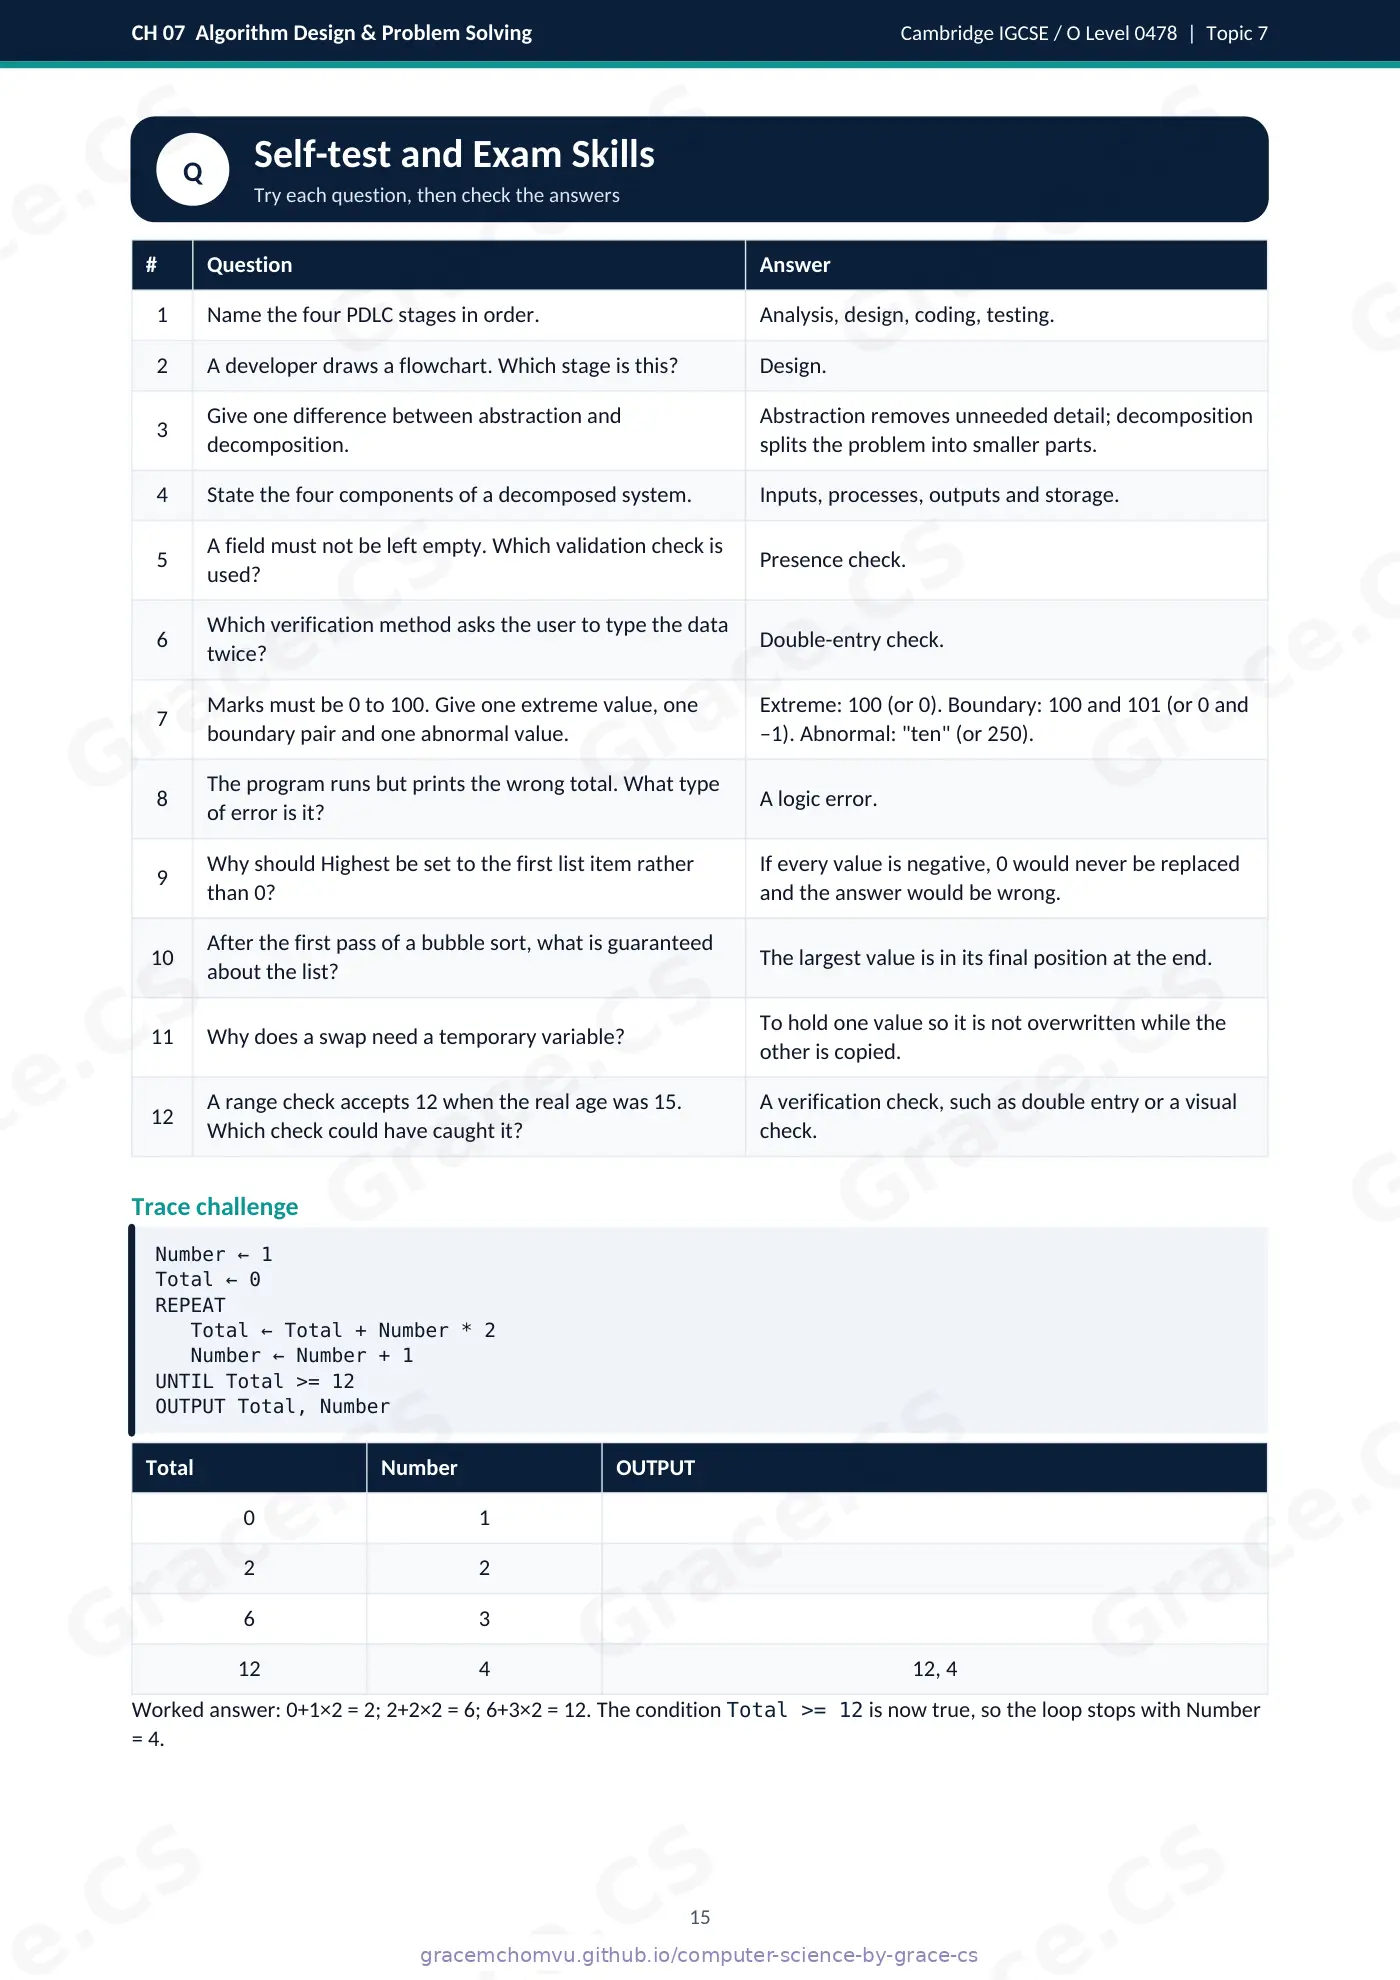 CH 07 Algorithm Design & Problem Solving
Cambridge IGCSE / O Level 0478 | Topic 7
Q
Self-test and Exam Skills
Try each question, then check the answers
# Question Answer
1 Name the four PDLC stages in order. Analysis, design, coding, testing.
2 A developer draws a flowchart. Which stage is this? Design.
3 Give one difference between abstraction and
decomposition.
Abstraction removes unneeded detail; decomposition
splits the problem into smaller parts.
4 State the four components of a decomposed system. Inputs, processes, outputs and storage.
5 A field must not be left empty. Which validation check is
used?
Presence check.
6 Which verification method asks the user to type the data
twice?
Double-entry check.
7 Marks must be 0 to 100. Give one extreme value, one
boundary pair and one abnormal value.
Extreme: 100 (or 0). Boundary: 100 and 101 (or 0 and
–1). Abnormal: "ten" (or 250).
8 The program runs but prints the wrong total. What type
of error is it?
A logic error.
9 Why should Highest be set to the first list item rather
than 0?
If every value is negative, 0 would never be replaced
and the answer would be wrong.
10 After the first pass of a bubble sort, what is guaranteed
about the list?
The largest value is in its final position at the end.
11 Why does a swap need a temporary variable?
To hold one value so it is not overwritten while the
other is copied.
12 A range check accepts 12 when the real age was 15.
Which check could have caught it?
A verification check, such as double entry or a visual
check.
Trace challenge
Number ← 1
Total ← 0
REPEAT
Total ← Total + Number * 2
Number ← Number + 1
UNTIL Total >= 12
OUTPUT Total, Number
Total Number OUTPUT
0 1
2 2
6 3
12 4 12, 4
Worked answer: 0+1×2 = 2; 2+2×2 = 6; 6+3×2 = 12. The condition Total >= 12 is now true, so the loop stops with Number
= 4.
15
gracemchomvu.github.io/computer-science-by-grace-cs
Grace.CS